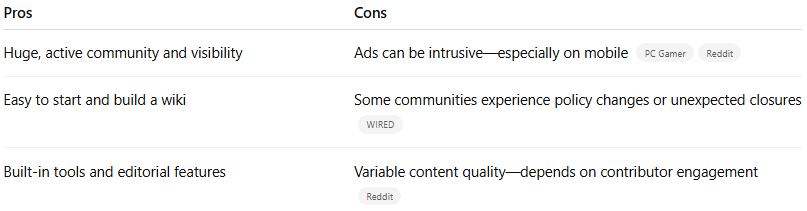 Pros Cons
Huge, active community and visibility Ads can be intrusive—especially on mobile PC Gamer Reddit
Easy to start and build a wiki Some communities experience policy changes or unexpected closures
WIRED
Built-in tools and editorial features Variable content quality—depends on contributor engagement
Reddit